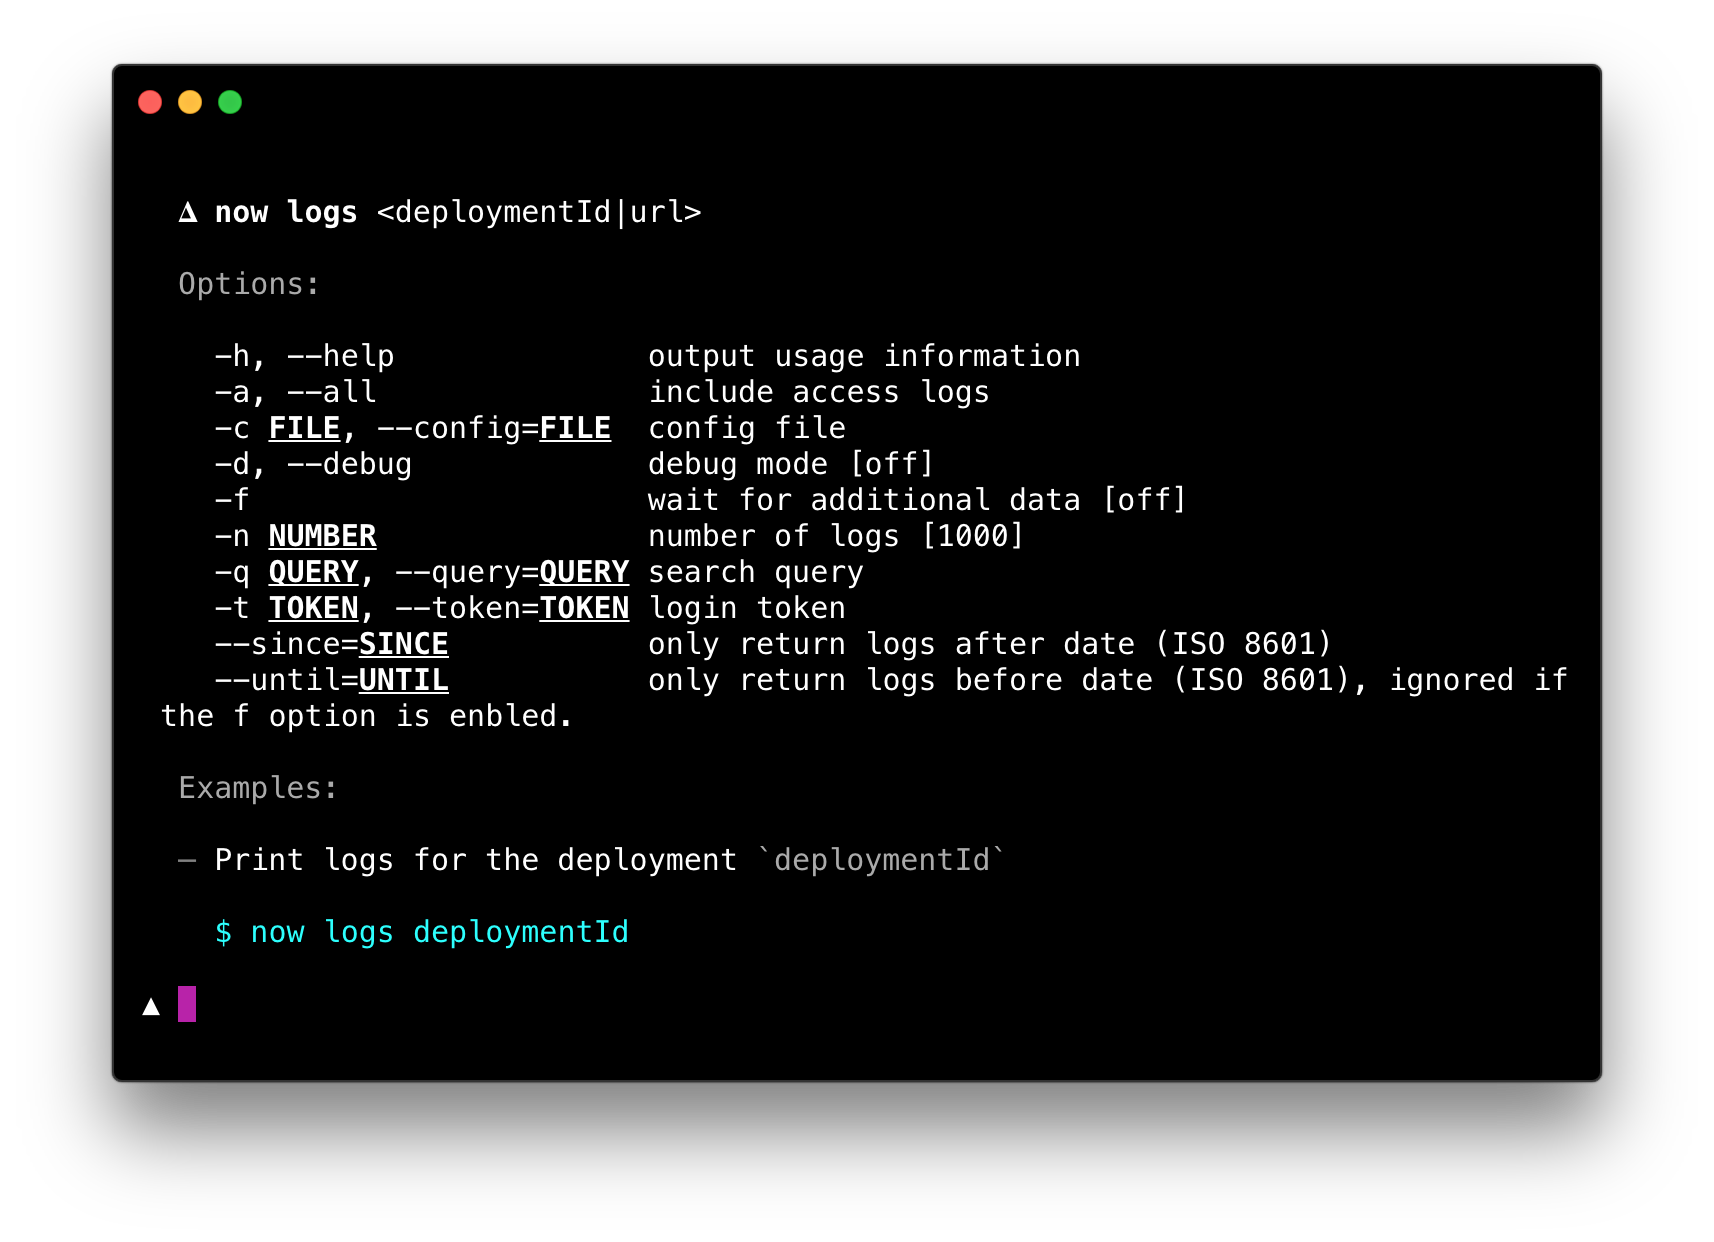 𝚫 now logs <deploymentId|url>
Options:
-h, --help output usage information
-a, --all include access logs
-c FILE, --config=FILE config file
-d, --debug debug mode [off]
-f wait for additional data [off]
-n NUMBER number of logs [1000]
-q QUERY, --query=QUERY search query
-t TOKEN, --token=TOKEN login token
--since=SINCE only return logs after date (ISO 8601)
--until=UNTIL only return logs before date (ISO 8601), ignored if
the f option is enbled.
Examples:
– Print logs for the deployment `deploymentId`
$ now logs deploymentId
▲